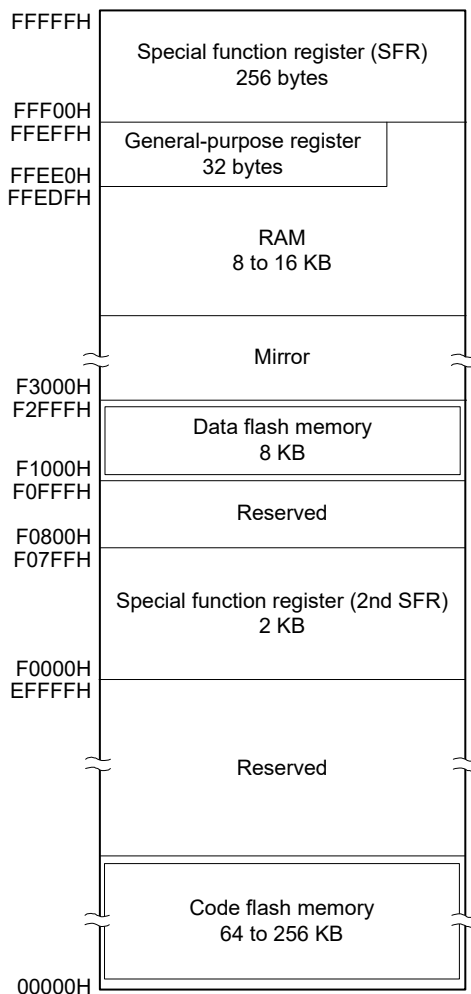 FFFFFH
Special function register (SFR)
256 bytes
FFF00H
FFEFFH
General-purpose register
32 bytes
FFEE0H
FFEDFH
RAM
8 to 16 KB
Mirror
F3000H
F2FFFH
Data flash memory
8 KB
F1000H
F0FFFH
Reserved
F0800H
F07FFH
Special function register (2nd SFR)
2 KB
F0000H
EFFFFH
Reserved
Code flash memory
64 to 256 KB
00000H